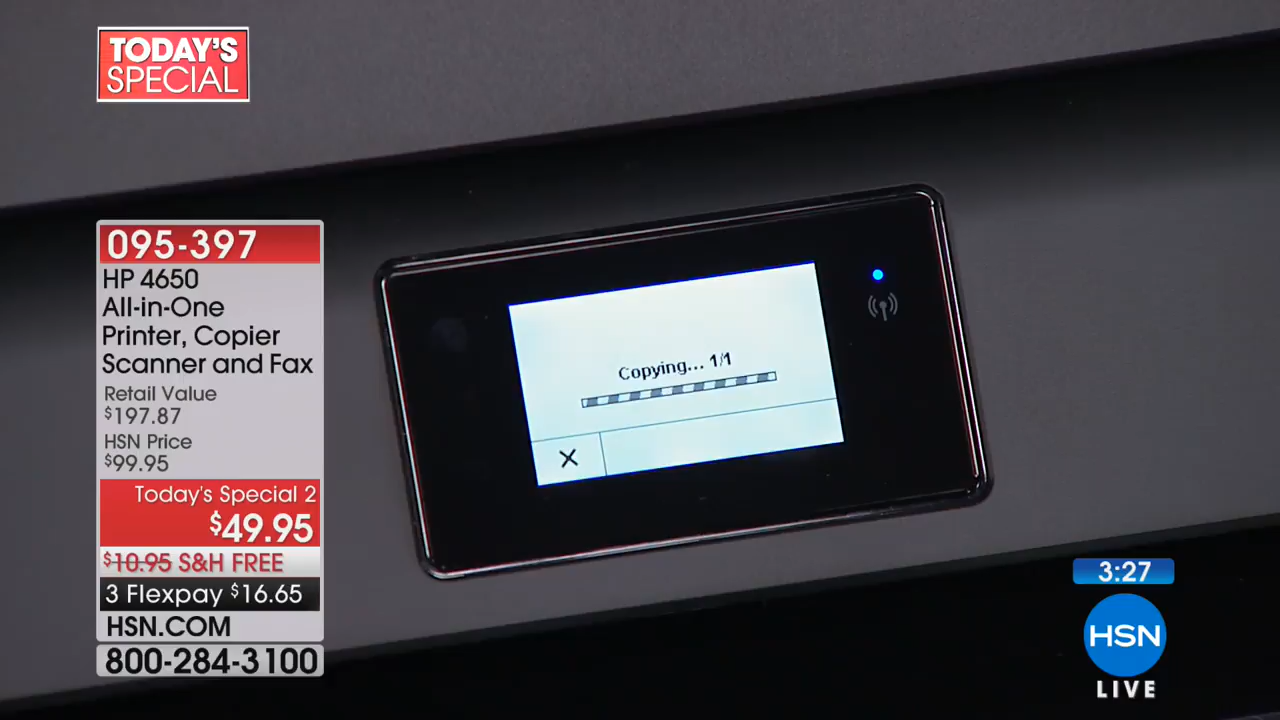 TODAY'S
SPECIAL
095-397
HP 4650
All-in-One
Printer, Copier
Scanner and Fax
Retail Value
$197.87
HSN Price
$99.95
Today's Special 2
$49.95
$10.95 S&H FREE
3 Flexpay $16.65
HSN.COM
800-284-3100
Copying... 1/1
X
3:27
HSN
LIVE